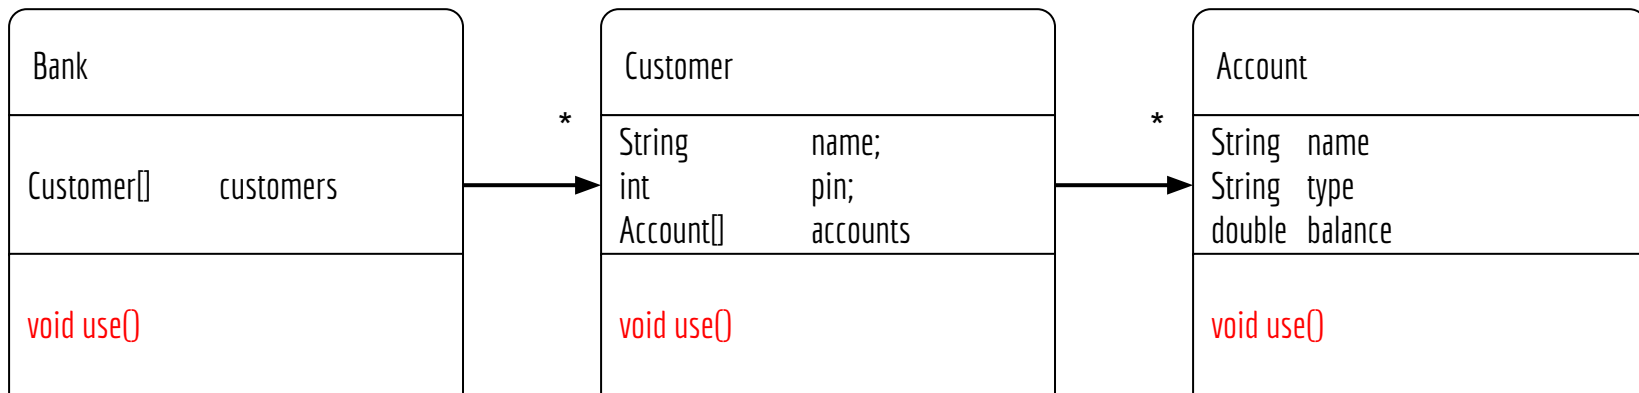 Bank
Customer[] customers
void use()
*
Customer
String name;
int pin;
Account[] accounts
void use()
*
Account
String name
String type
double balance
void use()